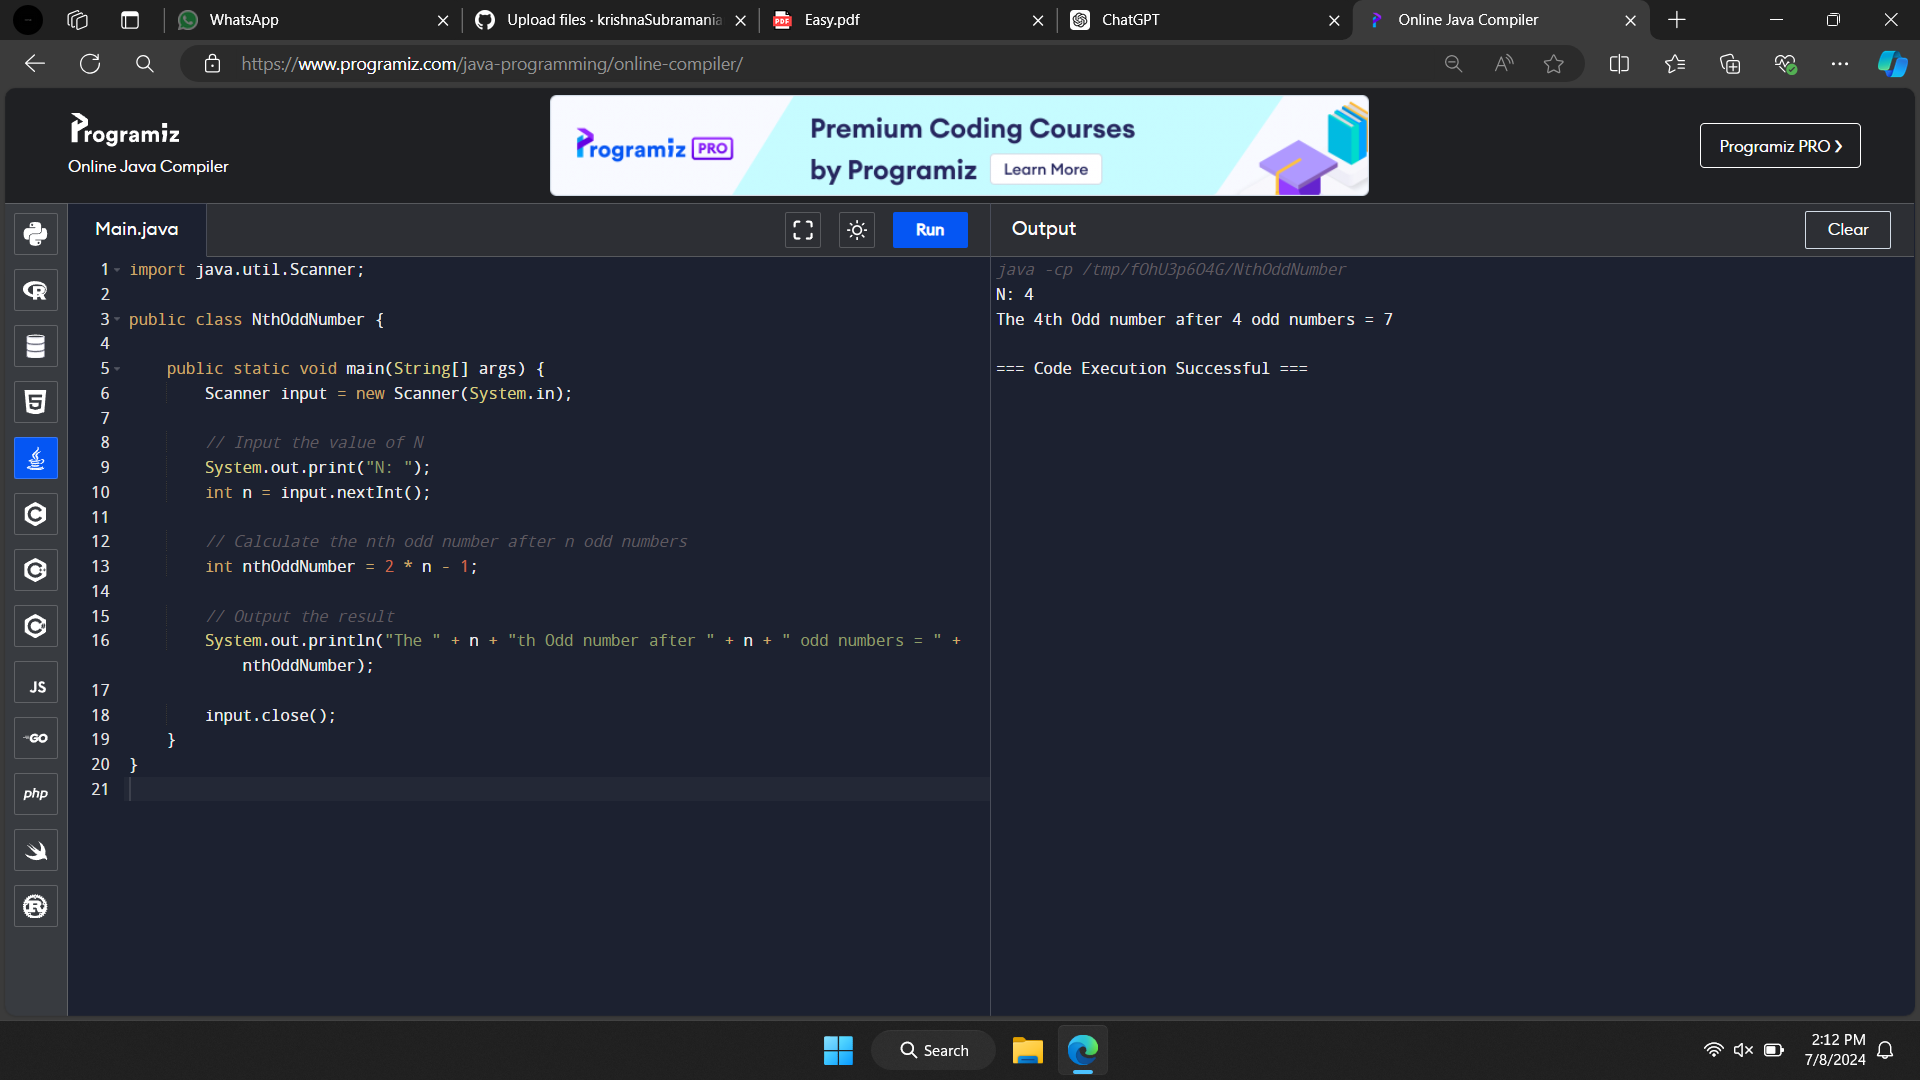 WhatsApp
Upload files · krishnaSubramania
Easy.pdf
ChatGPT
Online Java Compiler
https://www.programiz.com/java-programming/online-compiler/
Programiz
Online Java Compiler
Programiz PRO
Premium Coding Courses
by Programiz
Learn More
Programiz PRO ›
Main.java
Run
Output
Clear
1 import java.util.Scanner;
2
3 public class NthOddNumber {
4
5     public static void main(String[] args) {
6         Scanner input = new Scanner(System.in);
7
8         // Input the value of N
9         System.out.print("N: ");
10         int n = input.nextInt();
11
12         // Calculate the nth odd number after n odd numbers
13         int nthOddNumber = 2 * n - 1;
14
15         // Output the result
16         System.out.println("The " + n + "th Odd number after " + n + " odd numbers = " +
            nthOddNumber);
17
18         input.close();
19     }
20 }
21
java -cp /tmp/fOhU3p6O4G/NthOddNumber
N: 4
The 4th Odd number after 4 odd numbers = 7
=== Code Execution Successful ===
JS
GO
php
Search
2:12 PM
7/8/2024